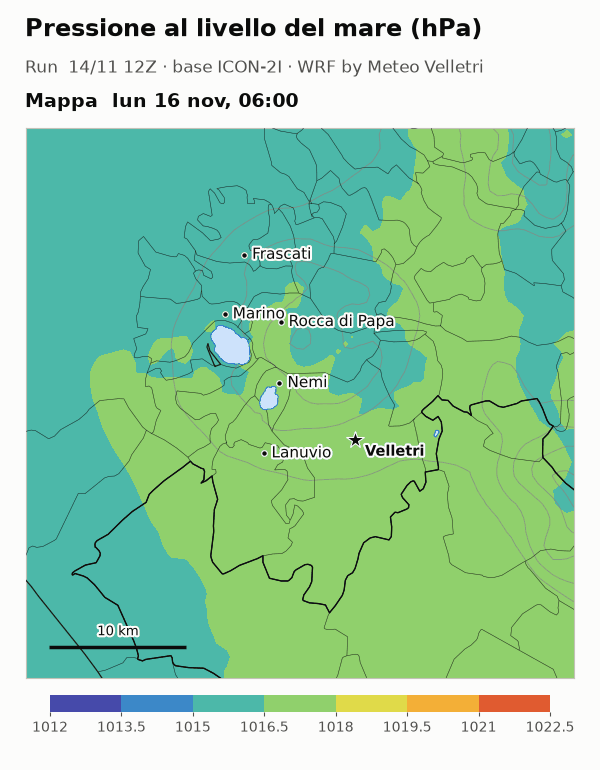 Pressione al livello del mare (hPa)
Run  14/11 12Z · base ICON-2I · WRF by Meteo Velletri
Mappa  lun 16 nov, 06:00
Frascati
Marino
Rocca di Papa
Nemi
Velletri
Lanuvio
10 km
1012 1013.5 1015 1016.5 1018 1019.5 1021 1022.5